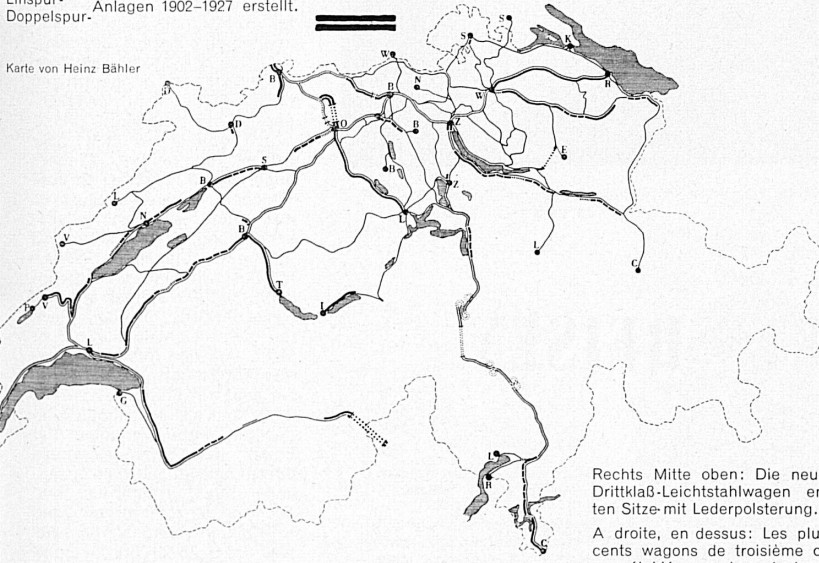 Einspur-
Doppelspur- Anlagen 1902–1927 erstellt.
Karte von Heinz Bähler
S
S
K
W
B
N
R
B
W
D
O
B
Z
E
S
B
B
Z
L
N
L
B
V
L
C
T
I
V
P
L
G
L
R
C
Rechts Mitte oben: Die neu
Drittklaß-Leichtstahlwagen er
ten Sitze mit Lederpolsterung.
A droite, en dessus: Les plu
cents wagons de troisième c